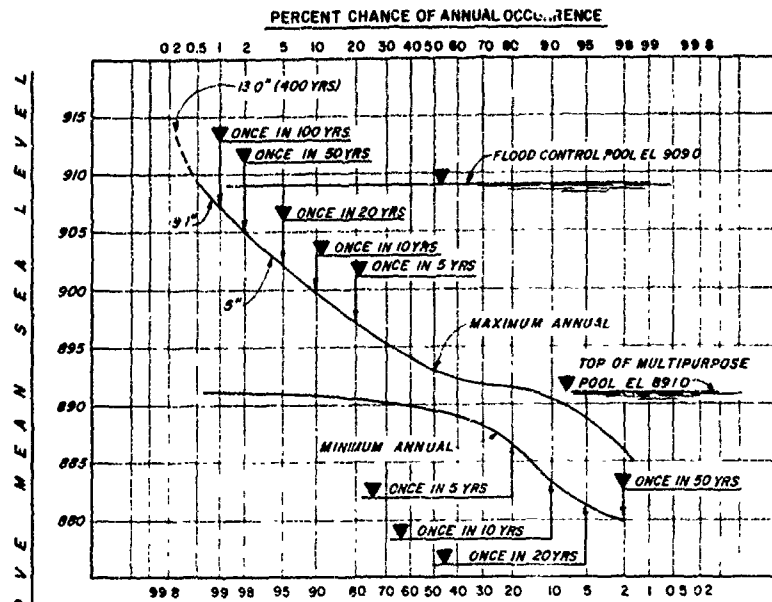 PERCENT CHANCE OF ANNUAL OCCURRENCE
0.2 0.5 1 2 5 10 20 30 40 50 60 70 80 90 95 98 99 99.8
13.0" (400 YRS)
915
ONCE IN 100 YRS
ONCE IN 50 YRS
FLOOD CONTROL POOL EL 909.0
910
9.1"
ONCE IN 20 YRS
905
ONCE IN 10 YRS
ONCE IN 5 YRS
900
5"
MAXIMUM ANNUAL
895
TOP OF MULTIPURPOSE
POOL EL 891.0
890
MINIMUM ANNUAL
885
ONCE IN 5 YRS
ONCE IN 50 YRS
880
ONCE IN 10 YRS
ONCE IN 20 YRS
99.8 99 98 95 90 80 70 60 50 40 30 20 10 5 2 1 0.5 0.2
MEAN SEA LEVEL